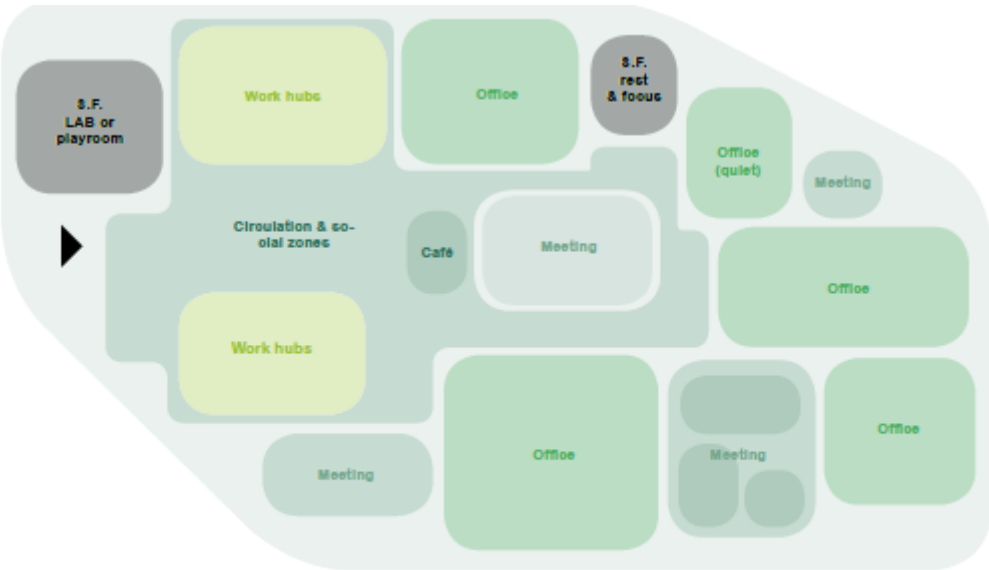 S.F.
LAB or
playroom
Work hubs
Office
S.F.
rest
& focus
Office
(quiet)
Meeting
Circulation & so-
cial zones
Café
Meeting
Office
Work hubs
Meeting
Office
Meeting
Office